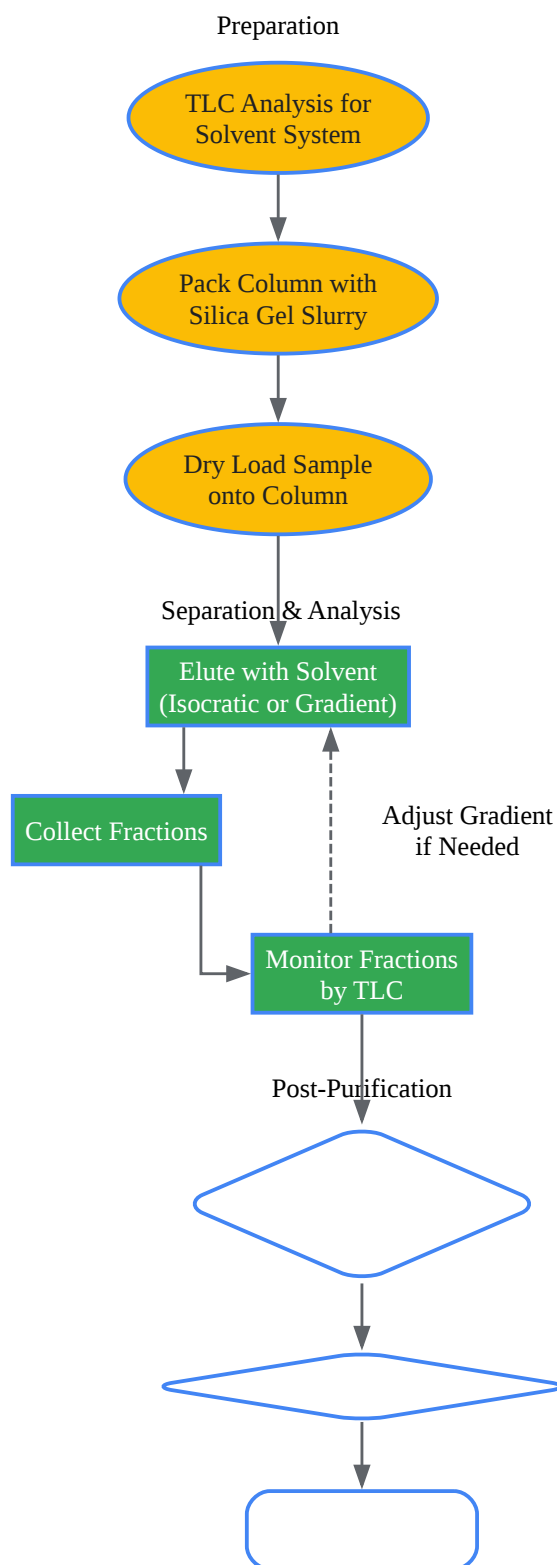 Preparation
TLC Analysis for
Solvent System
Pack Column with
Silica Gel Slurry
Dry Load Sample
onto Column
Separation & Analysis
Elute with Solvent
(Isocratic or Gradient)
Collect Fractions
Adjust Gradient
if Needed
Monitor Fractions
by TLC
Post-Purification